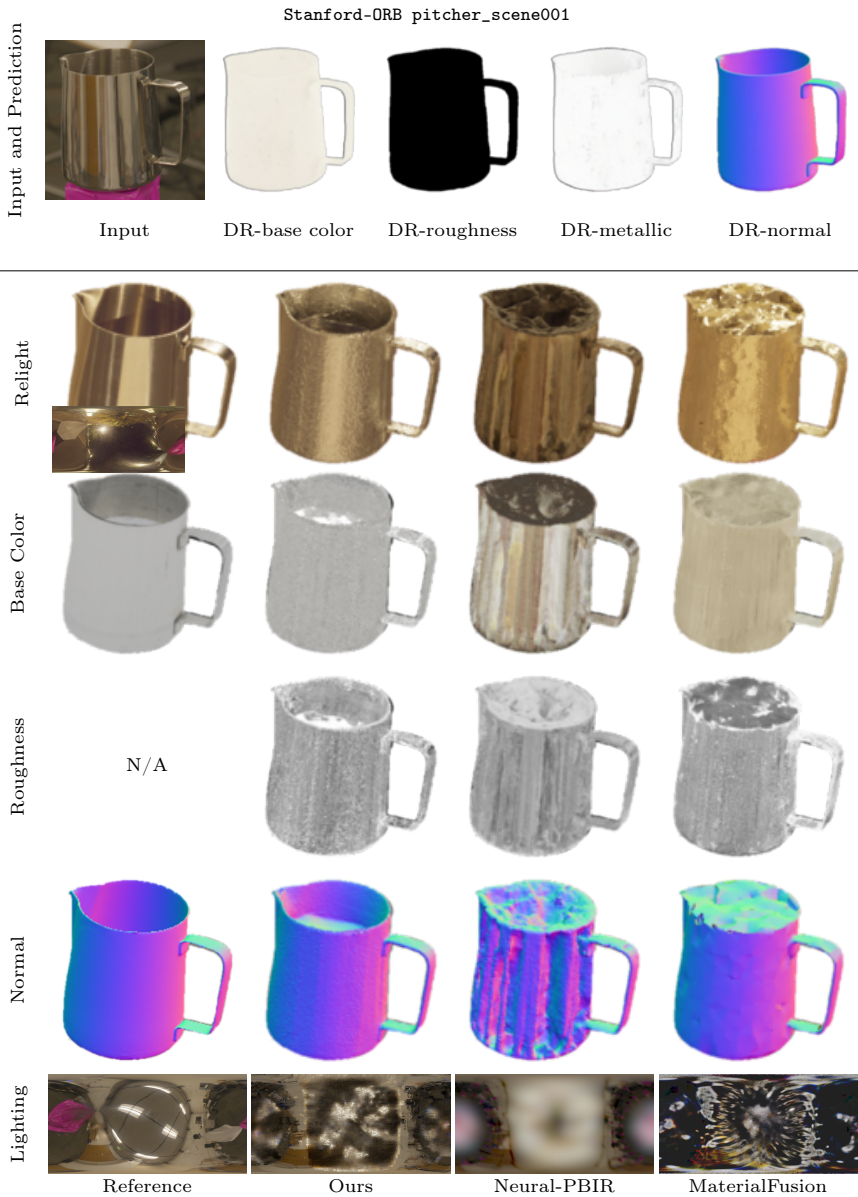 Stanford-ORB pitcher_scene001
Input and Prediction
Input
DR-base color
DR-roughness
DR-metallic
DR-normal
Relight
Base Color
Roughness
N/A
Normal
Lighting
Reference
Ours
Neural-PBIR
MaterialFusion